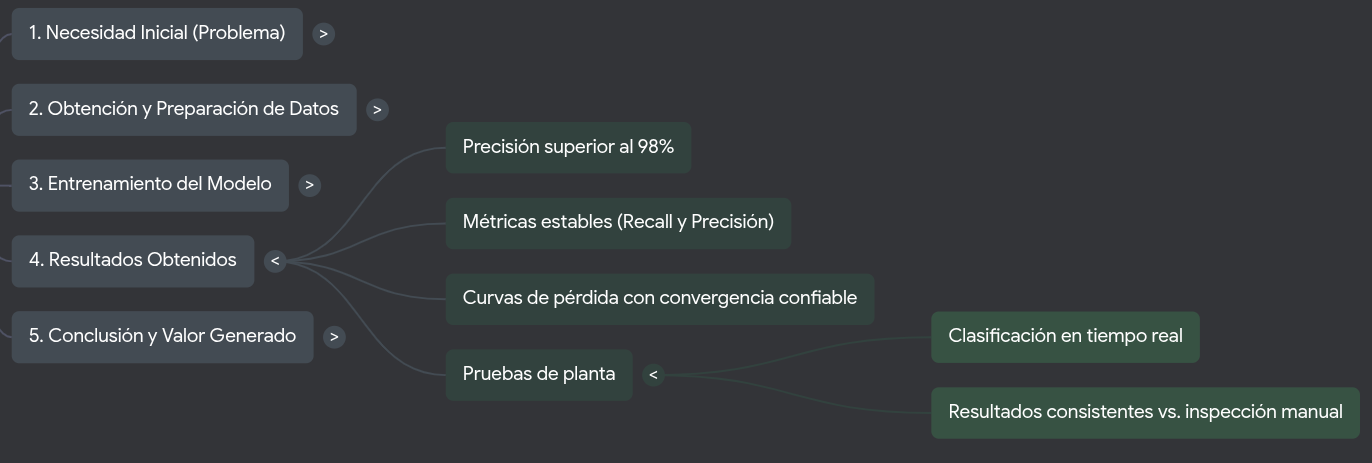 1. Necesidad Inicial (Problema) >
2. Obtención y Preparación de Datos >
3. Entrenamiento del Modelo >
4. Resultados Obtenidos <
Precisión superior al 98%
Métricas estables (Recall y Precisión)
Curvas de pérdida con convergencia confiable
Pruebas de planta <
Clasificación en tiempo real
Resultados consistentes vs. inspección manual
5. Conclusión y Valor Generado >